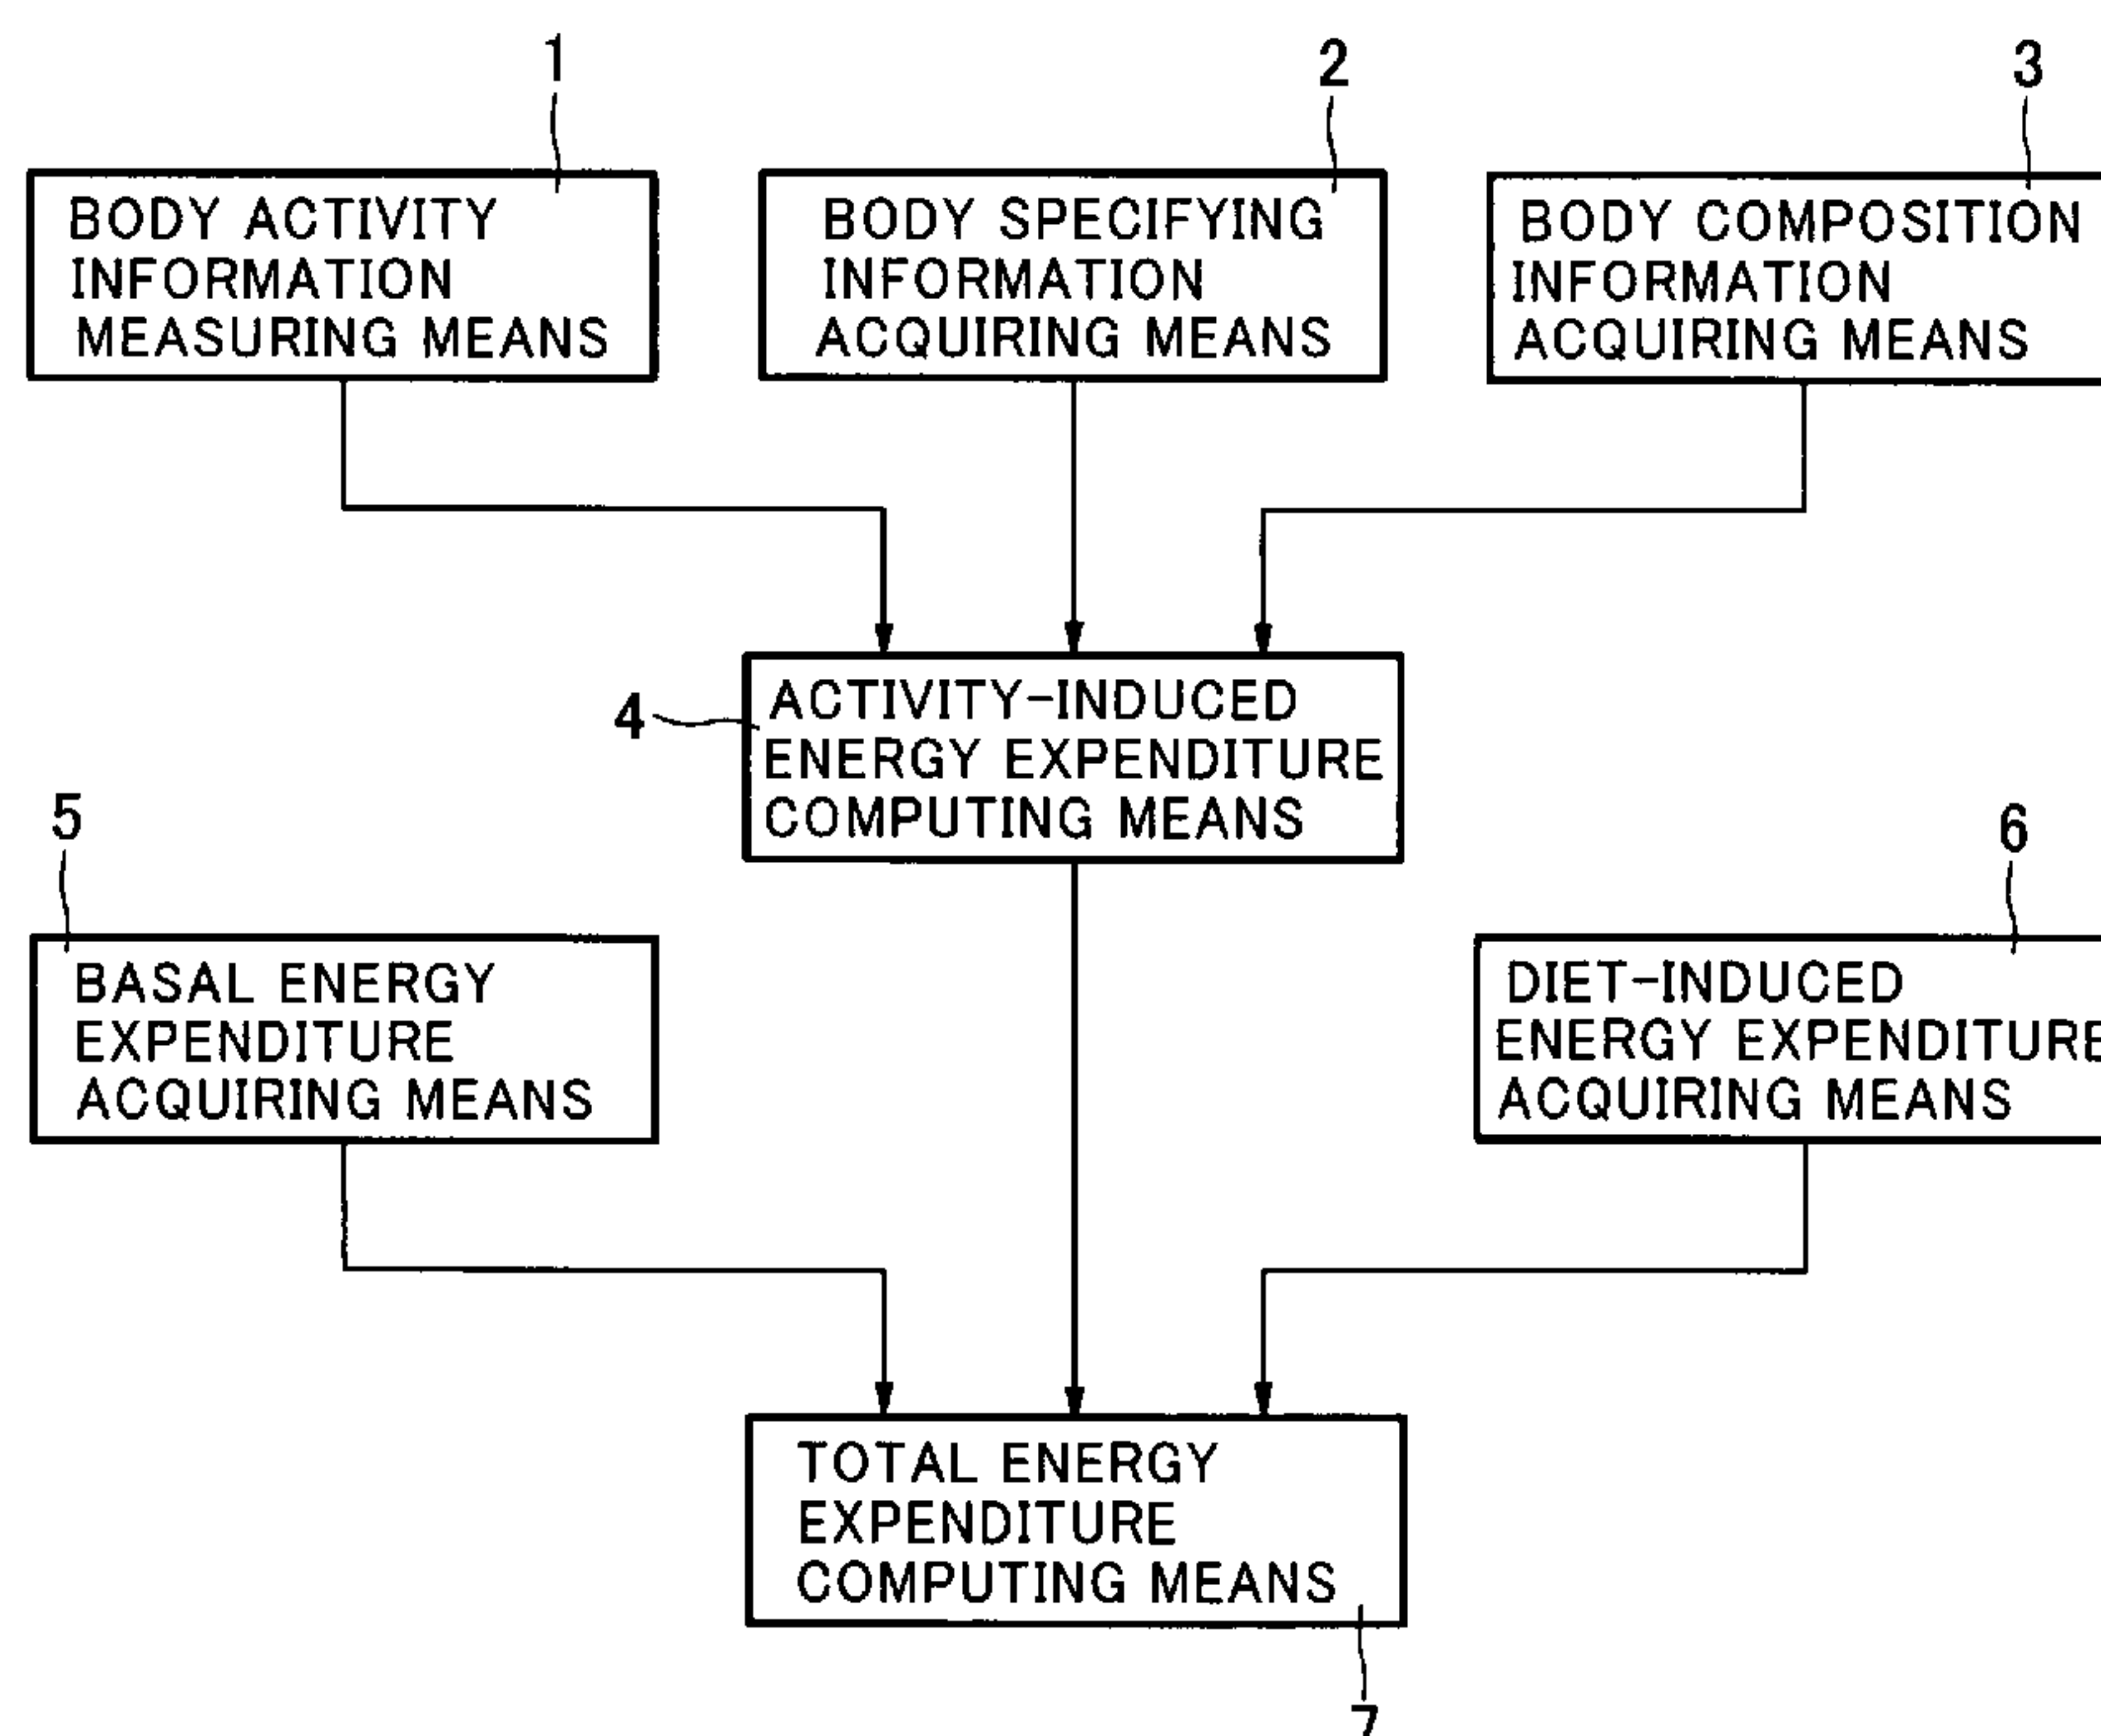 1
2
3
BODY ACTIVITY
INFORMATION
MEASURING MEANS
BODY SPECIFYING
INFORMATION
ACQUIRING MEANS
BODY COMPOSITION
INFORMATION
ACQUIRING MEANS
4
ACTIVITY-INDUCED
ENERGY EXPENDITURE
COMPUTING MEANS
5
6
BASAL ENERGY
EXPENDITURE
ACQUIRING MEANS
DIET-INDUCED
ENERGY EXPENDITURE
ACQUIRING MEANS
TOTAL ENERGY
EXPENDITURE
COMPUTING MEANS
7